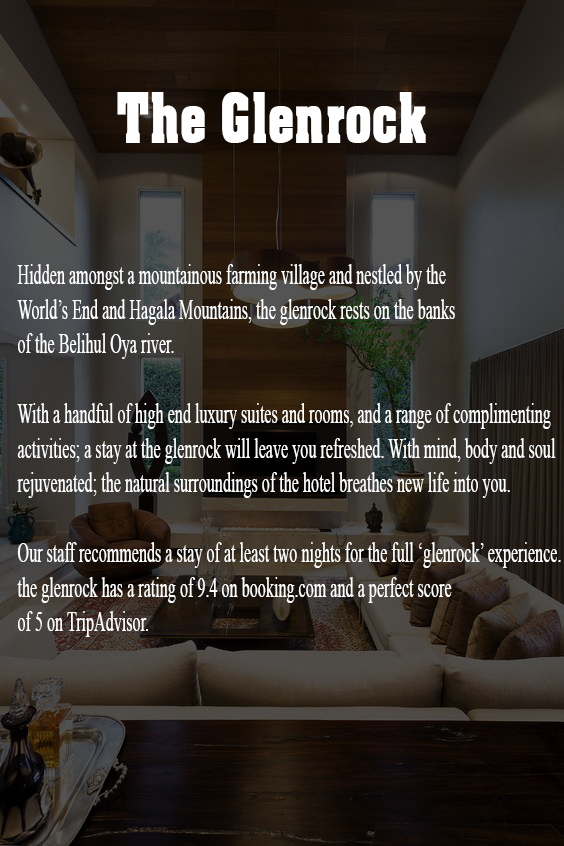 The Glenrock
Hidden amongst a mountainous farming village and nestled by the
World’s End and Hagala Mountains, the glenrock rests on the banks
of the Belihul Oya river.
With a handful of high end luxury suites and rooms, and a range of complimenting
activities; a stay at the glenrock will leave you refreshed. With mind, body and soul
rejuvenated; the natural surroundings of the hotel breathes new life into you.
Our staff recommends a stay of at least two nights for the full ‘glenrock’ experience.
the glenrock has a rating of 9.4 on booking.com and a perfect score
of 5 on TripAdvisor.